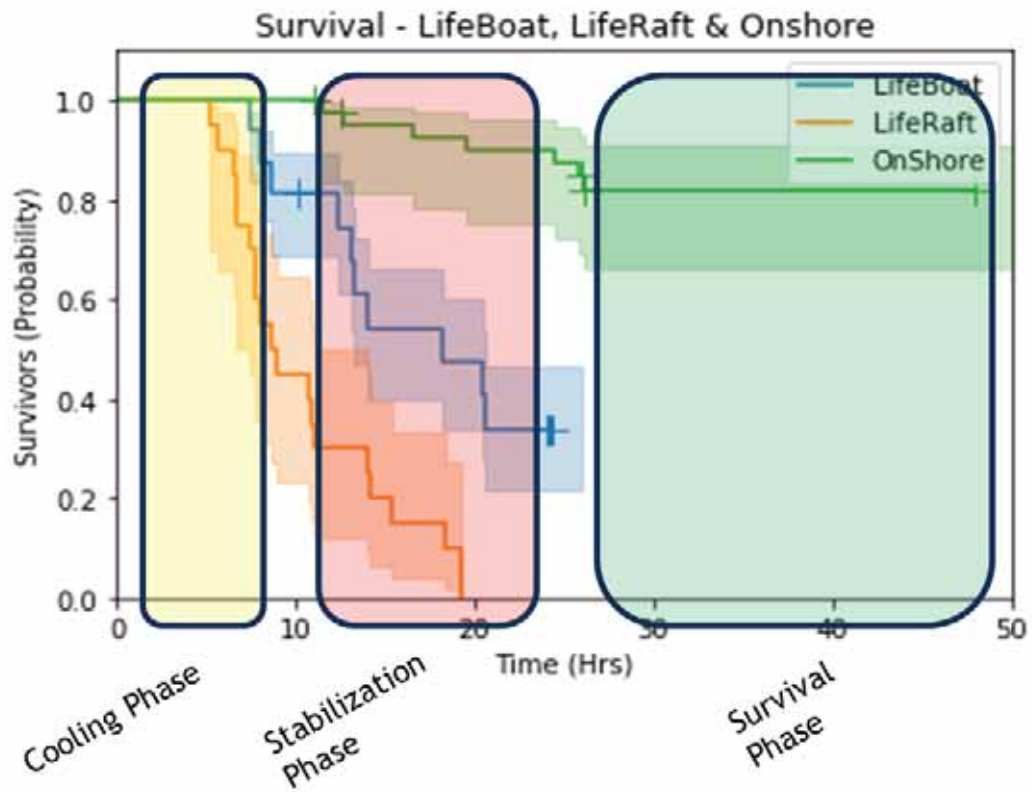 Survival - LifeBoat, LifeRaft & Onshore
LifeBoat
LifeRaft
OnShore
Survivors (Probability)
1.0
0.8
0.6
0.4
0.2
0.0
0 10 20 30 40 50
Time (Hrs)
Cooling Phase
Stabilization
Phase
Survival
Phase